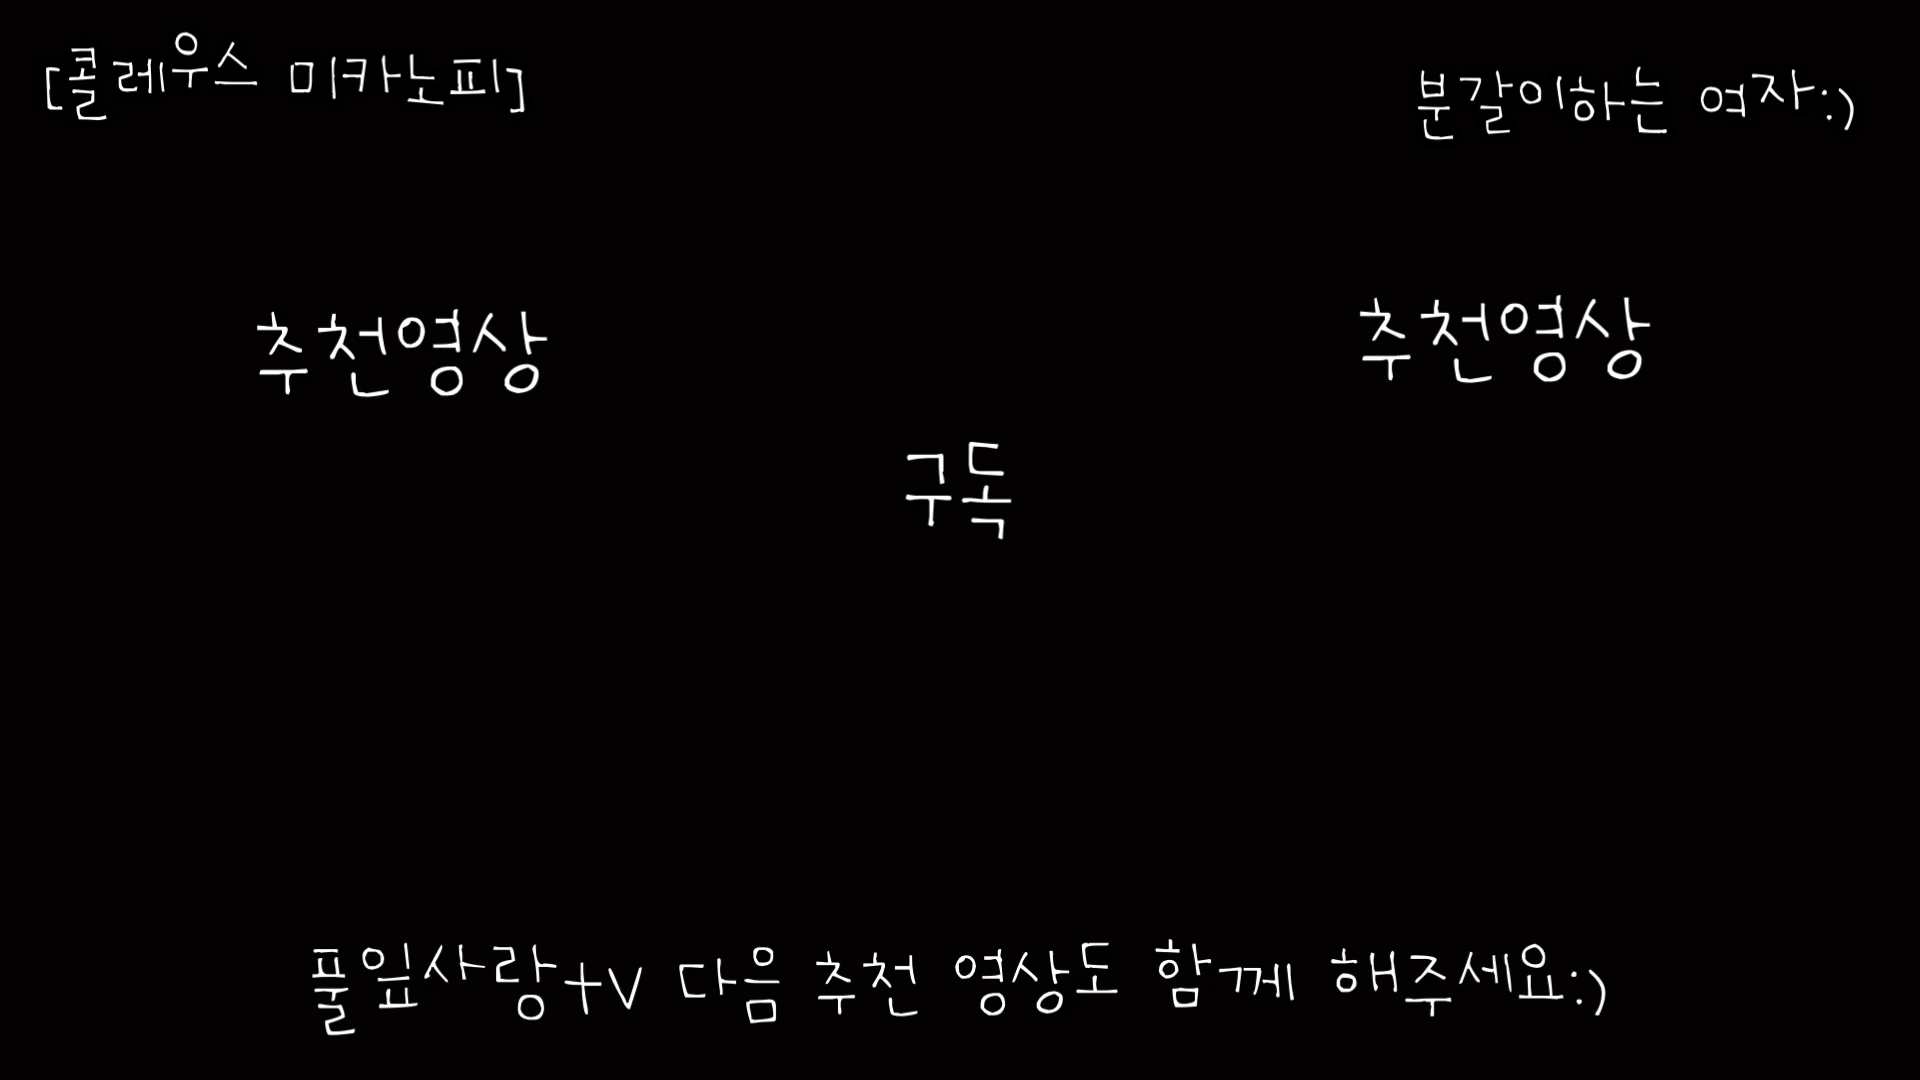 [콜레우스 미카노피]
분갈이하는 여자:)
추천영상
추천영상
구독
풀잎사랑tv 다음 추천 영상도 함께 해주세요:)